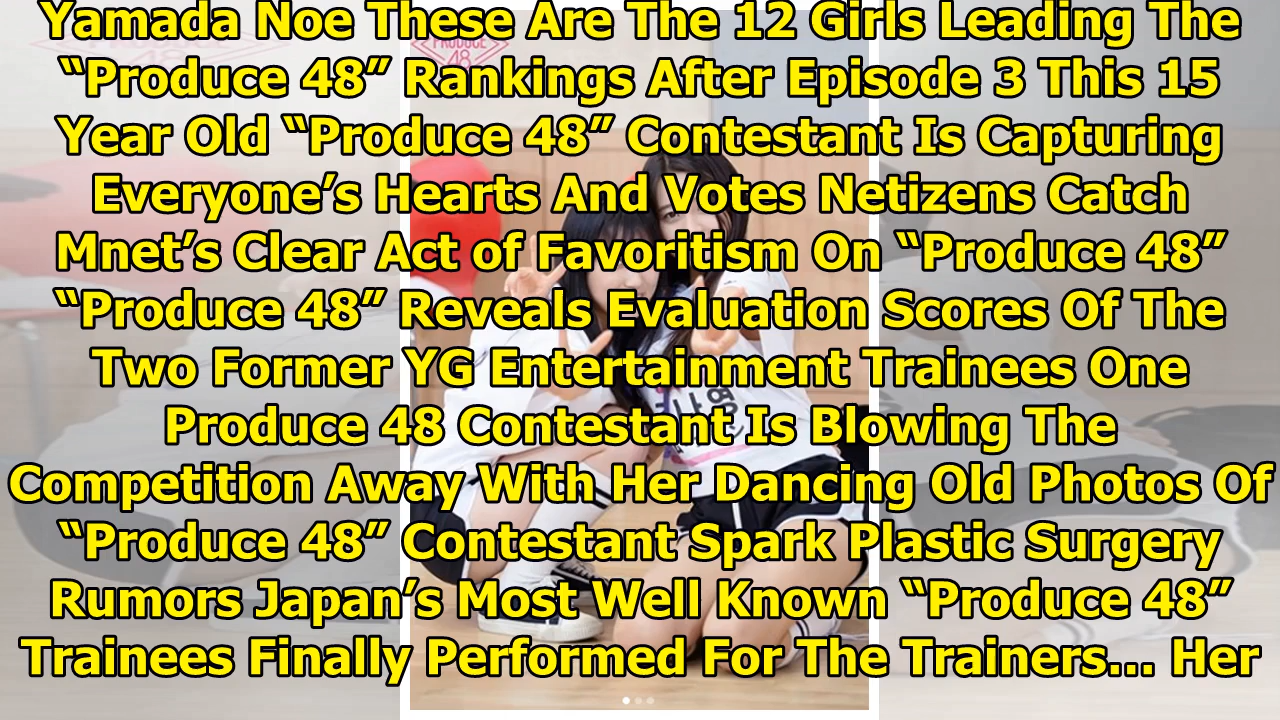 Yamada Noe These Are The 12 Girls Leading The
“Produce 48” Rankings After Episode 3 This 15
Year Old “Produce 48” Contestant Is Capturing
Everyone’s Hearts And Votes Netizens Catch
Mnet’s Clear Act of Favoritism On “Produce 48”
“Produce 48” Reveals Evaluation Scores Of The
Two Former YG Entertainment Trainees One
Produce 48 Contestant Is Blowing The
Competition Away With Her Dancing Old Photos Of
“Produce 48” Contestant Spark Plastic Surgery
Rumors Japan’s Most Well Known “Produce 48”
Trainees Finally Performed For The Trainers... Her
PRODUCE
48